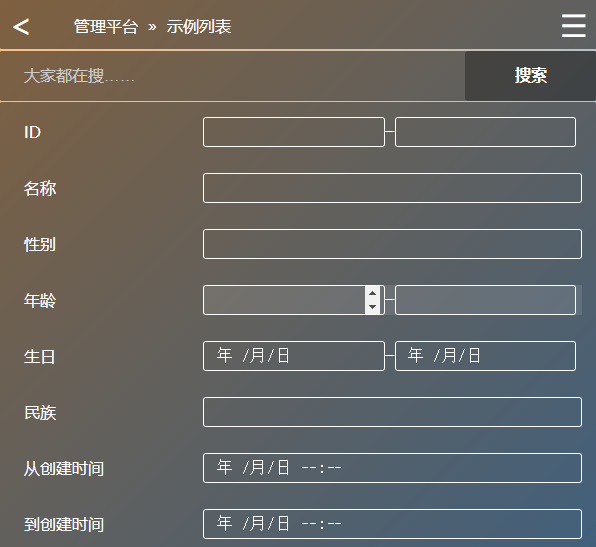 < 管理平台 » 示例列表 ☰
大家都在搜…… 搜索
ID
名称
性别
年龄
生日 年 /月/日 年 /月/日
民族
从创建时间 年 /月/日 --:--
到创建时间 年 /月/日 --:--